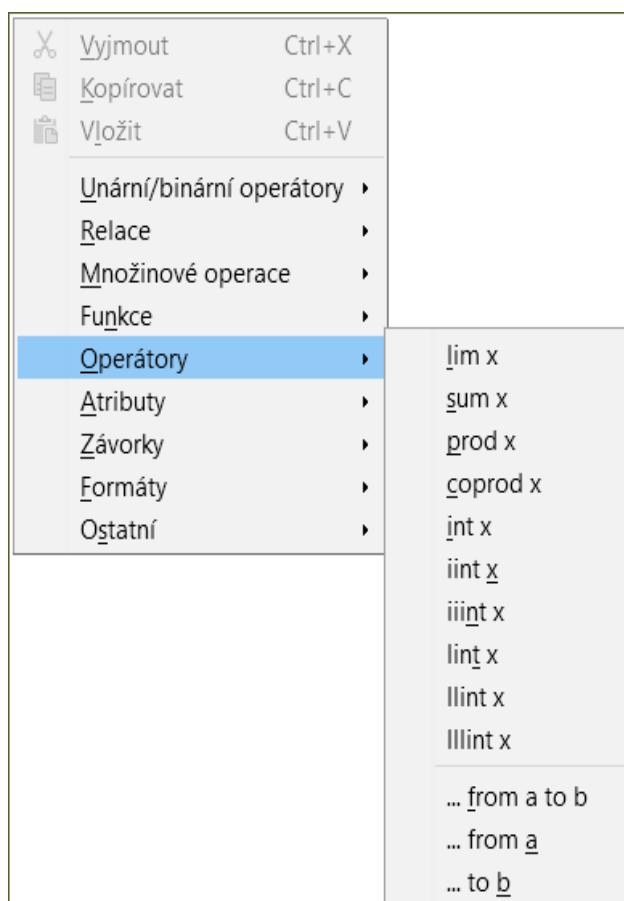 Vyjmout Ctrl+X
Kopírovat Ctrl+C
Vložit Ctrl+V
Unární/binární operátory
Relace
Množinové operace
Funkce
Operátory
Atributy
Závorky
Formáty
Ostatní
lim x
sum x
prod x
coprod x
int x
iint x
iiint x
lint x
llint x
lllint x
... from a to b
... from a
... to b